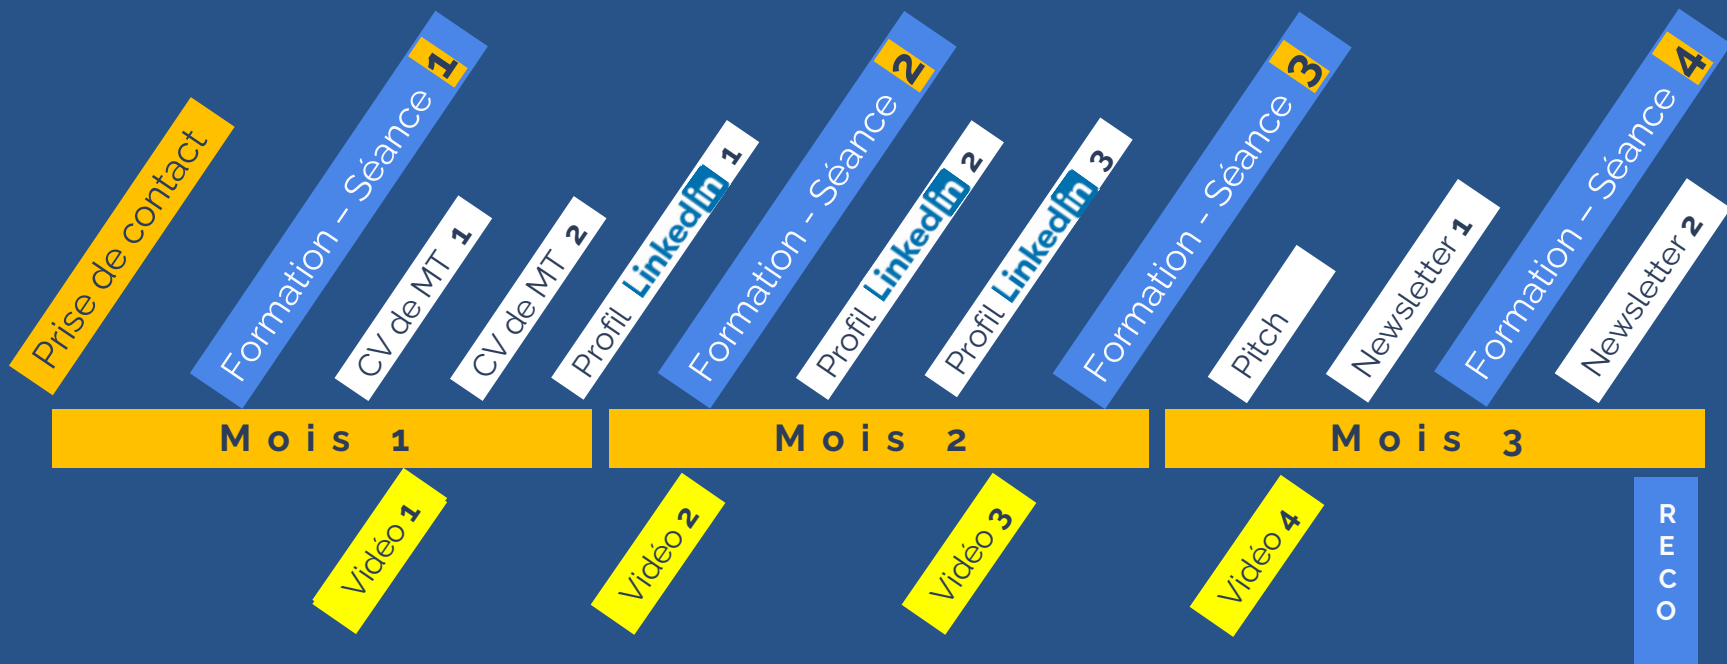 Prise de contact
Formation – Séance 1
CV de MT 1
CV de MT 2
Profil Linkedin 1
Formation - Séance 2
Profil Linkedin 2
Profil Linkedin 3
Formation - Séance 3
Pitch
Newsletter 1
Formation – Séance 4
Newsletter 2
Mois 1
Mois 2
Mois 3
Vidéo 1
Vidéo 2
Vidéo 3
Vidéo 4
RECO